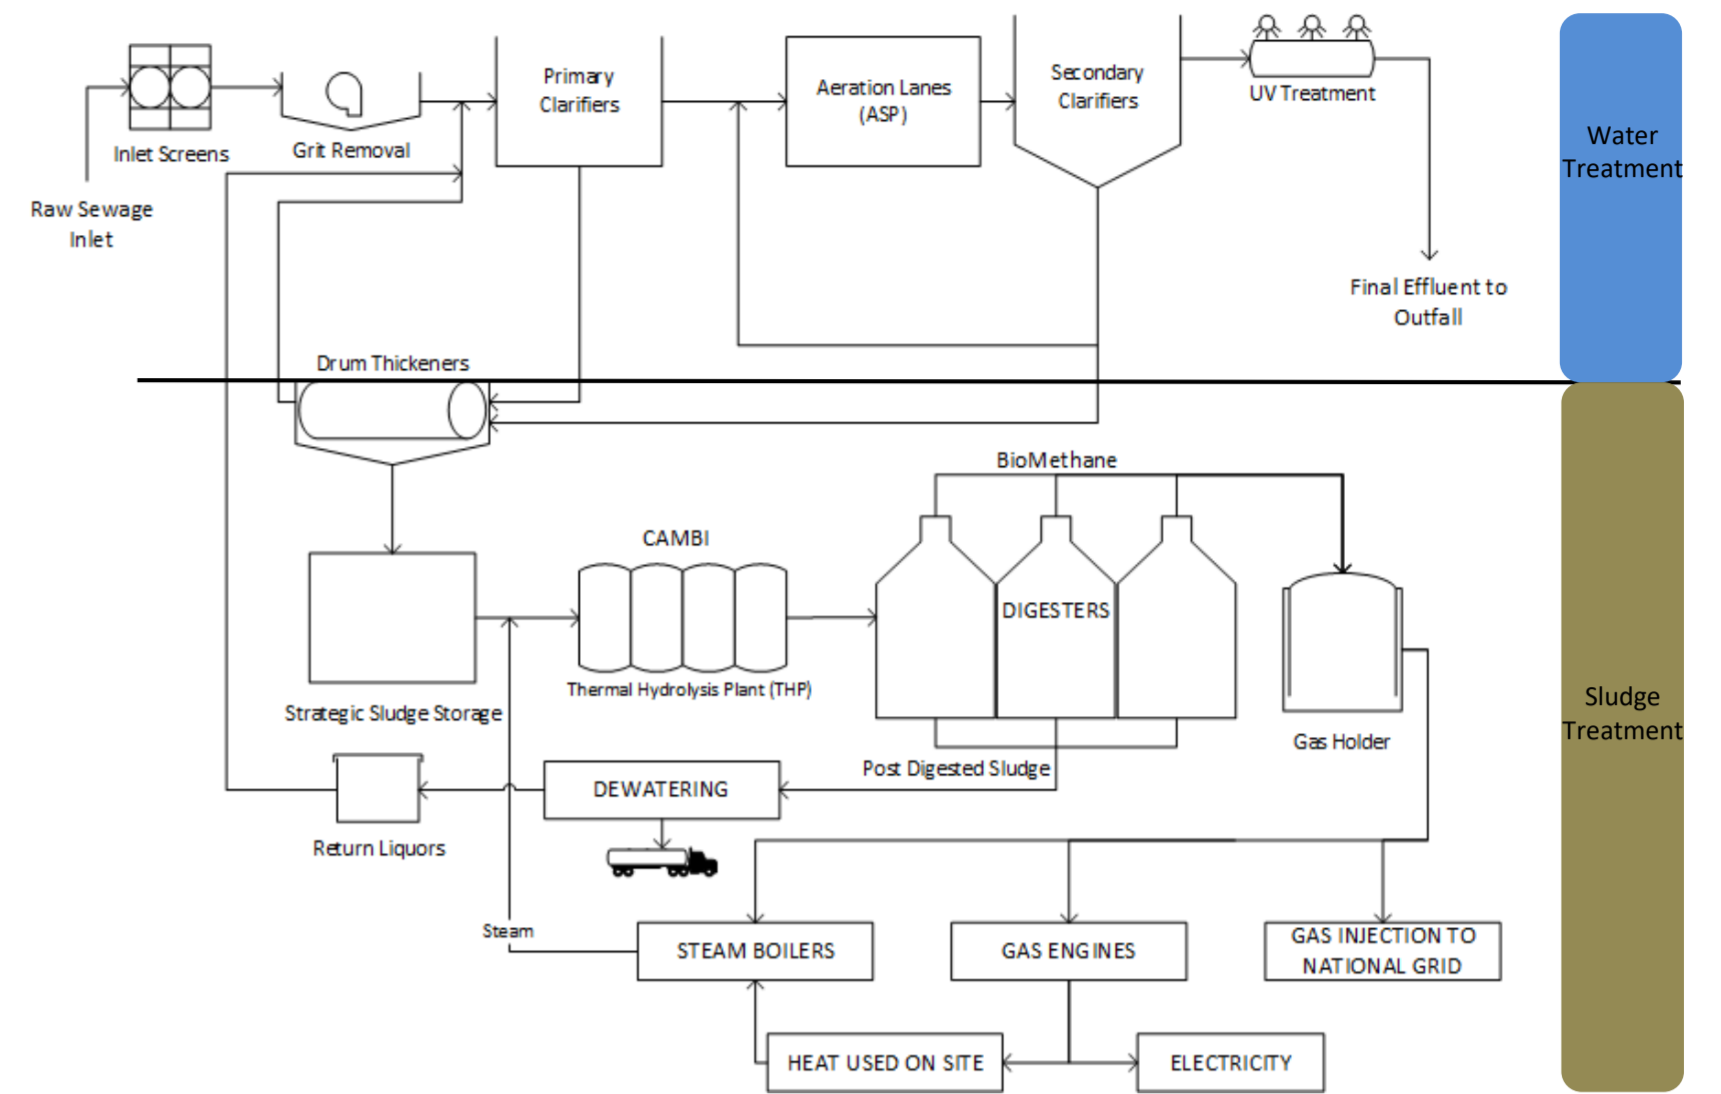 Primary
Clarifiers
Aeration Lanes
(ASP)
Secondary
Clarifiers
UV Treatment
Inlet Screens
Grit Removal
Raw Sewage
Inlet
Water
Treatment
Final Effluent to
Outfall
Drum Thickeners
BioMethane
CAMBI
DIGESTERS
Thermal Hydrolysis Plant (THP)
Strategic Sludge Storage
Gas Holder
Sludge
Treatment
Post Digested Sludge
DEWATERING
Return Liquors
Steam
STEAM BOILERS
GAS ENGINES
GAS INJECTION TO
NATIONAL GRID
HEAT USED ON SITE
ELECTRICITY